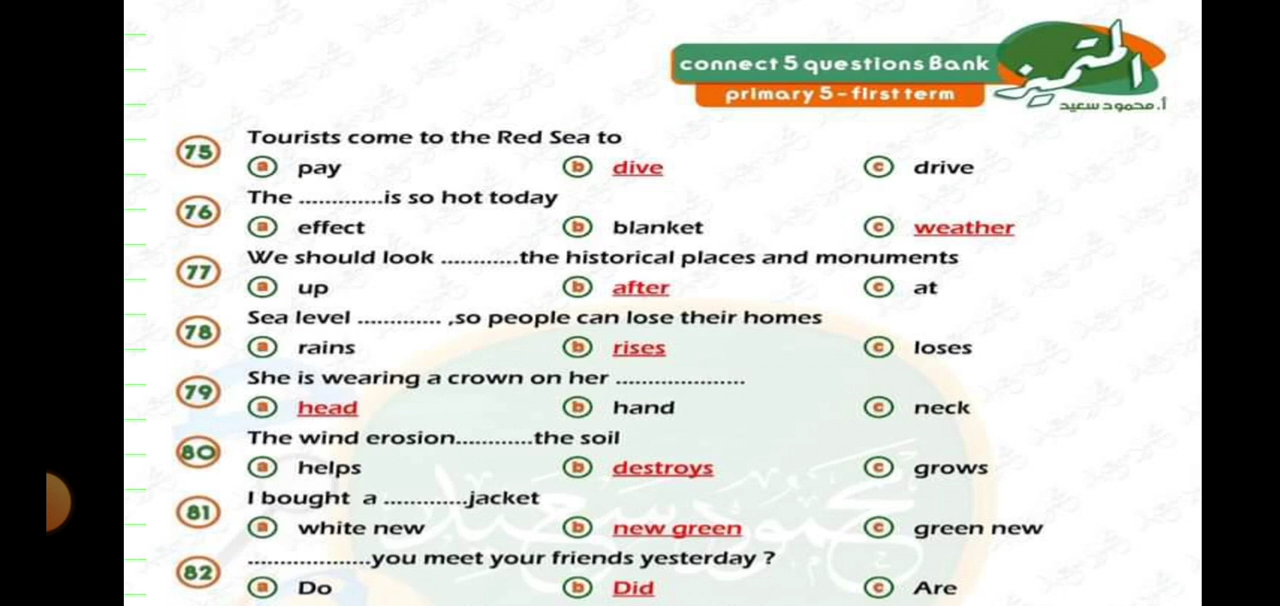 connect 5 questions Bank
primary 5 - first term
المتميز
أ. محمود سعيد
75 Tourists come to the Red Sea to
a pay b dive c drive
76 The .............is so hot today
a effect b blanket c weather
77 We should look ............the historical places and monuments
a up b after c at
78 Sea level ............. ,so people can lose their homes
a rains b rises c loses
79 She is wearing a crown on her ....................
a head b hand c neck
80 The wind erosion............the soil
a helps b destroys c grows
81 I bought a .............jacket
a white new b new green c green new
82 ...................you meet your friends yesterday ?
a Do b Did c Are
محمود سعيد